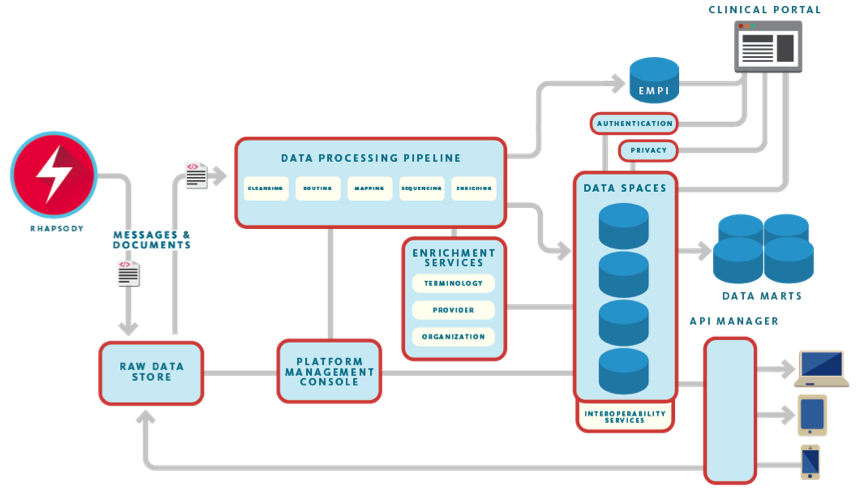 CLINICAL PORTAL
EMPI
AUTHENTICATION
PRIVACY
RHAPSODY
MESSAGES &
DOCUMENTS
DATA PROCESSING PIPELINE
CLEANSING
ROUTING
MAPPING
SEQUENCING
ENRICHING
ENRICHMENT
SERVICES
TERMINOLOGY
PROVIDER
ORGANIZATION
DATA SPACES
DATA MARTS
API MANAGER
RAW DATA
STORE
PLATFORM
MANAGEMENT
CONSOLE
INTEROPERABILITY
SERVICES